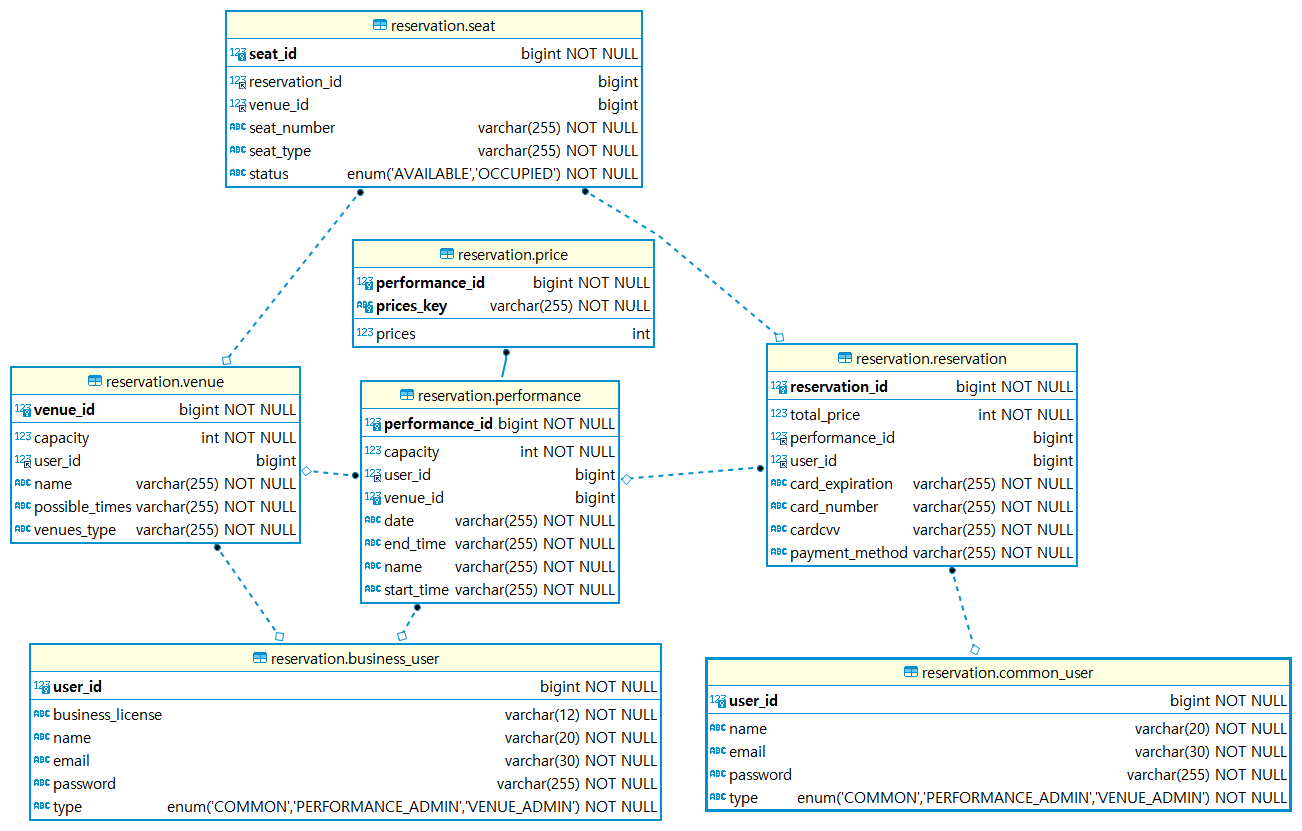 reservation.seat
seat_id bigint NOT NULL
reservation_id bigint
venue_id bigint
seat_number varchar(255) NOT NULL
seat_type varchar(255) NOT NULL
status enum('AVAILABLE','OCCUPIED') NOT NULL
reservation.price
performance_id bigint NOT NULL
prices_key varchar(255) NOT NULL
prices int
reservation.venue
venue_id bigint NOT NULL
capacity int NOT NULL
user_id bigint
name varchar(255) NOT NULL
possible_times varchar(255) NOT NULL
venues_type varchar(255) NOT NULL
reservation.performance
performance_id bigint NOT NULL
capacity int NOT NULL
user_id bigint
venue_id bigint
date varchar(255) NOT NULL
end_time varchar(255) NOT NULL
name varchar(255) NOT NULL
start_time varchar(255) NOT NULL
reservation.reservation
reservation_id bigint NOT NULL
total_price int NOT NULL
performance_id bigint
user_id bigint
card_expiration varchar(255) NOT NULL
card_number varchar(255) NOT NULL
cardcvv varchar(255) NOT NULL
payment_method varchar(255) NOT NULL
reservation.business_user
user_id bigint NOT NULL
business_license varchar(12) NOT NULL
name varchar(20) NOT NULL
email varchar(30) NOT NULL
password varchar(255) NOT NULL
type enum('COMMON','PERFORMANCE_ADMIN','VENUE_ADMIN') NOT NULL
reservation.common_user
user_id bigint NOT NULL
name varchar(20) NOT NULL
email varchar(30) NOT NULL
password varchar(255) NOT NULL
type enum('COMMON','PERFORMANCE_ADMIN','VENUE_ADMIN') NOT NULL